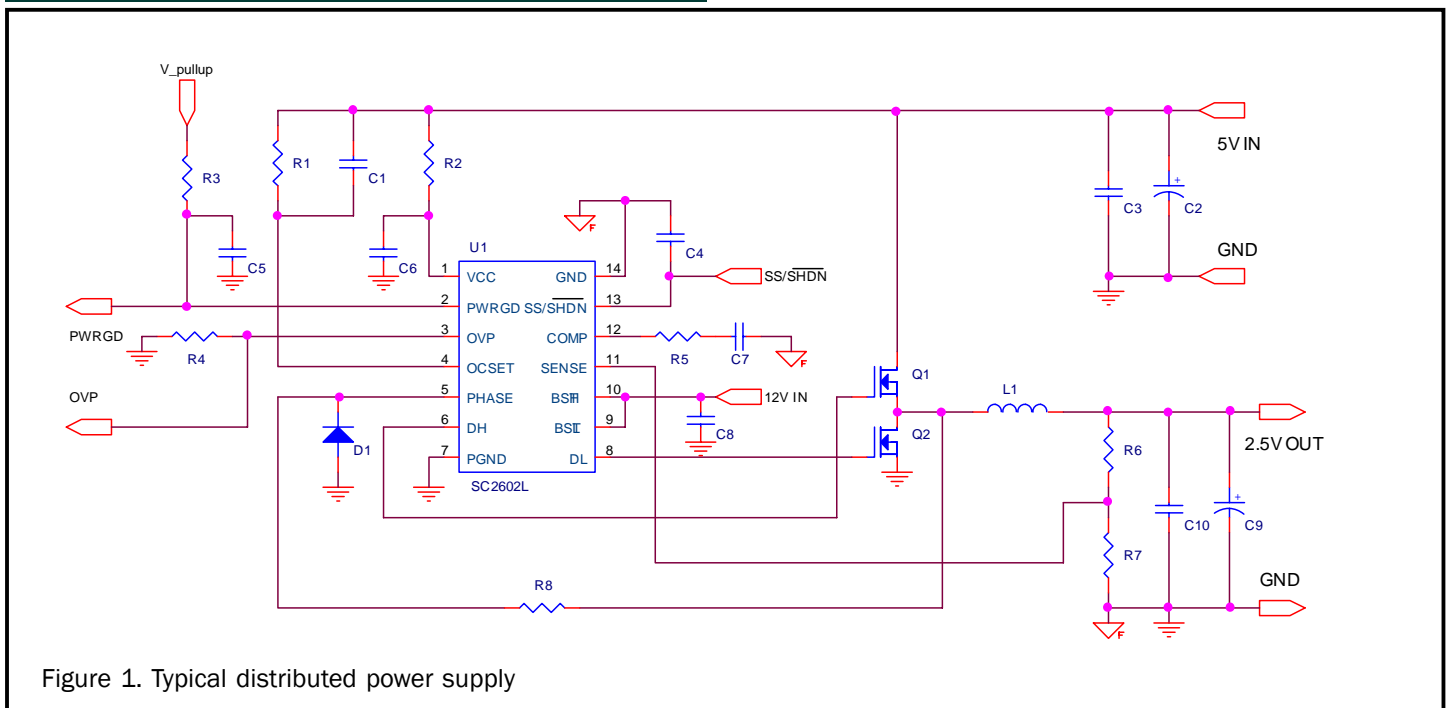 V_pullup
R3
R1
C1
R2
5V IN
C3
C2
+
GND
C5
C6
U1
F
C4
SS/SHDN
1
VCC
GND
14
2
PWRGD
SS/SHDN
13
PWRGD
3
OVP
COMP
12
R4
R5
C7
F
4
OCSET
SENSE
11
OVP
5
PHASE
BSTH
10
12V IN
6
DH
BSTL
9
C8
7
PGND
DL
8
D1
SC2602L
Q1
Q2
L1
2.5V OUT
R6
R7
C10
C9
+
R8
GND
F
Figure 1. Typical distributed power supply